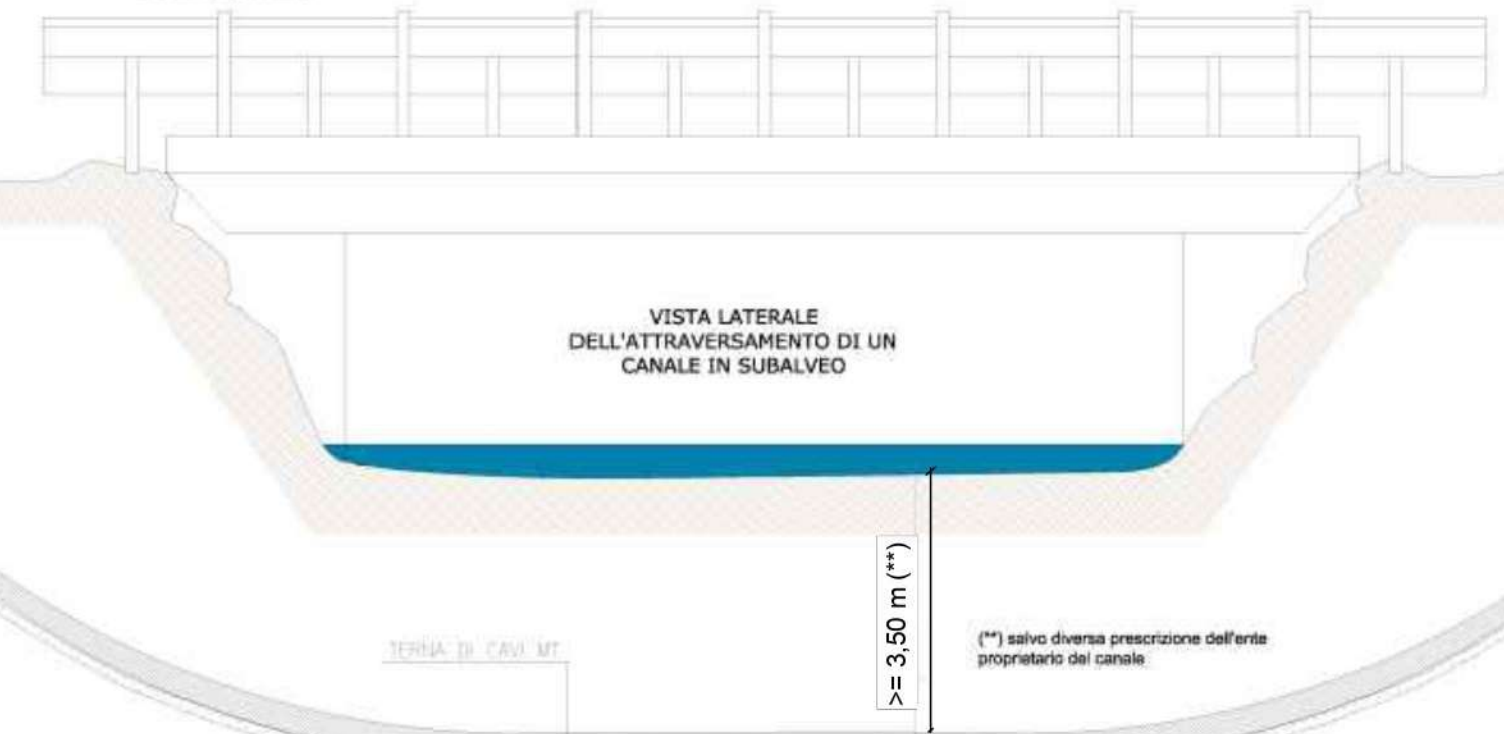 VISTA LATERALE
DELL'ATTRAVERSAMENTO DI UN
CANALE IN SUBALVEO
>= 3,50 m (**)
(**) salvo diversa prescrizione dell'ente
proprietario del canale
TERNA DI CAVI MT